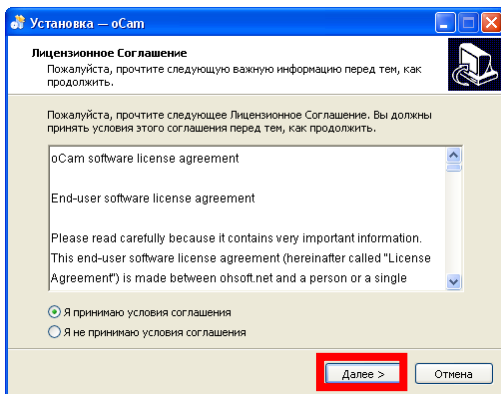 Установка — oCam
Лицензионное Соглашение
Пожалуйста, прочтите следующую важную информацию перед тем, как
продолжить.
Пожалуйста, прочтите следующее Лицензионное Соглашение. Вы должны
принять условия этого соглашения перед тем, как продолжить.
oCam software license agreement
End-user software license agreement
Please read carefully because it contains very important information.
This end-user software license agreement (hereinafter called "License
Agreement") is made between ohsoft.net and a person or a single
Я принимаю условия соглашения
Я не принимаю условия соглашения
Далее >
Отмена